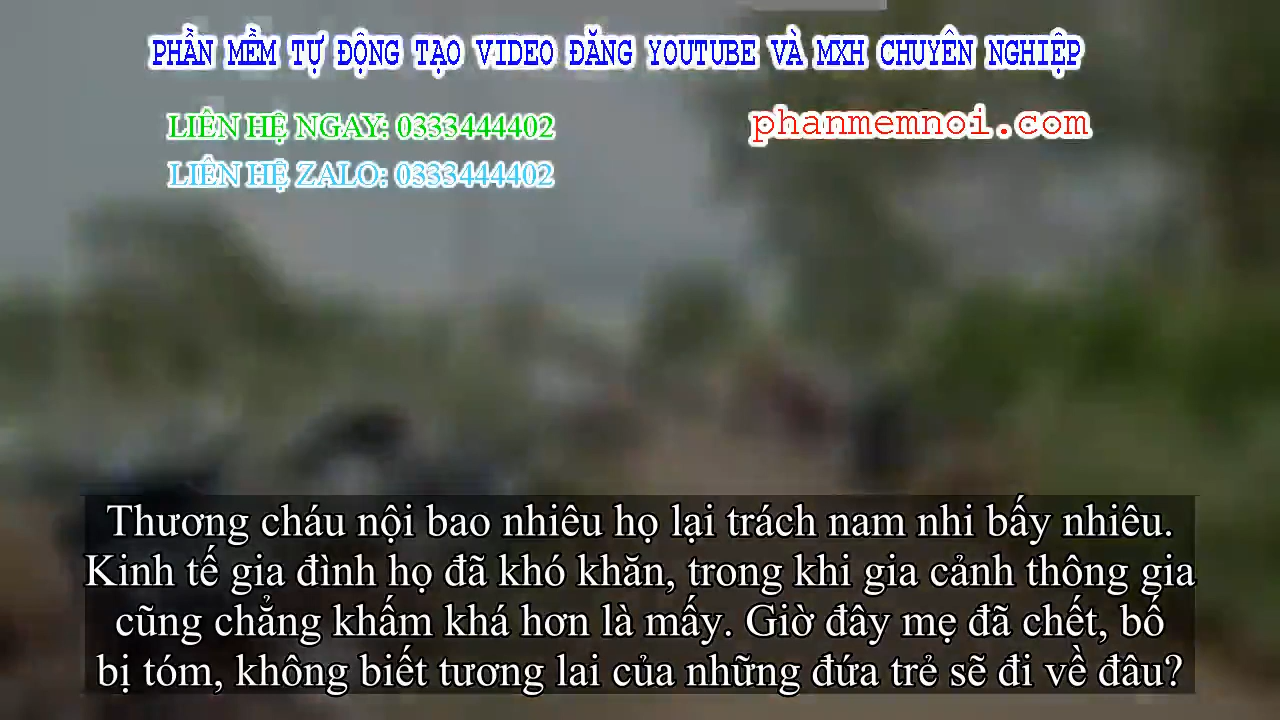 PHẦN MỀM TỰ ĐỘNG TẠO VIDEO ĐĂNG YOUTUBE VÀ MXH CHUYÊN NGHIỆP
LIÊN HỆ NGAY: 0333444402
phanmemnoi.com
LIÊN HỆ ZALO: 0333444402
Thương cháu nội bao nhiêu họ lại trách nam nhi bấy nhiêu.
Kinh tế gia đình họ đã khó khăn, trong khi gia cảnh thông gia
cũng chẳng khấm khá hơn là mấy. Giờ đây mẹ đã chết, bố
bị tóm, không biết tương lai của những đứa trẻ sẽ đi về đâu?